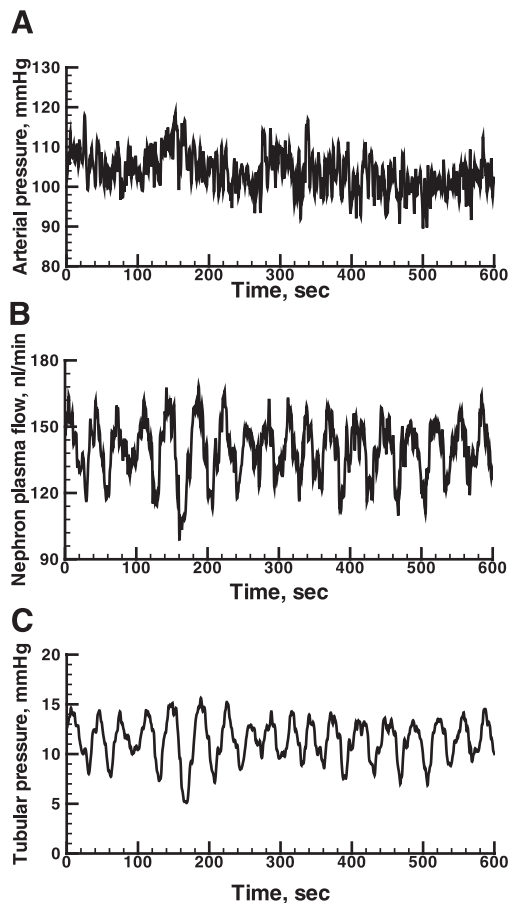 A
Arterial pressure, mmHg
130
120
110
100
90
80
0 100 200 300 400 500 600
Time, sec
B
Nephron plasma flow, nl/min
180
150
120
90
0 100 200 300 400 500 600
Time, sec
C
Tubular pressure, mmHg
20
15
10
5
0
0 100 200 300 400 500 600
Time, sec